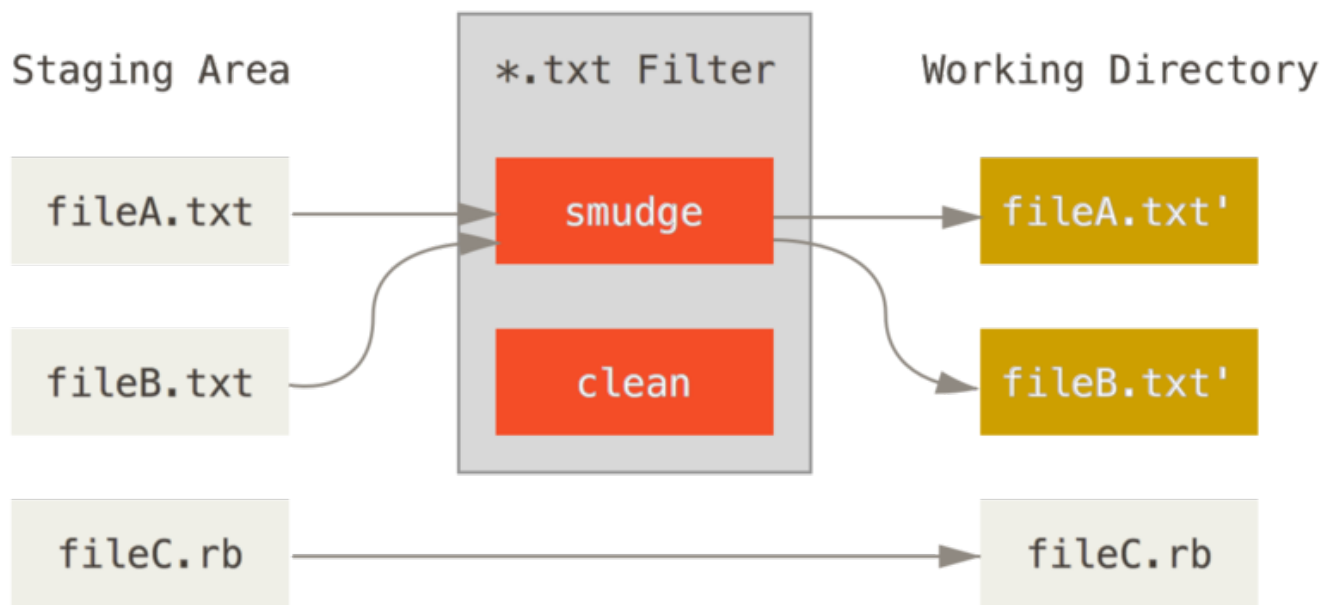 Staging Area
*.txt Filter
Working Directory
fileA.txt
smudge
fileA.txt'
fileB.txt
clean
fileB.txt'
fileC.rb
fileC.rb